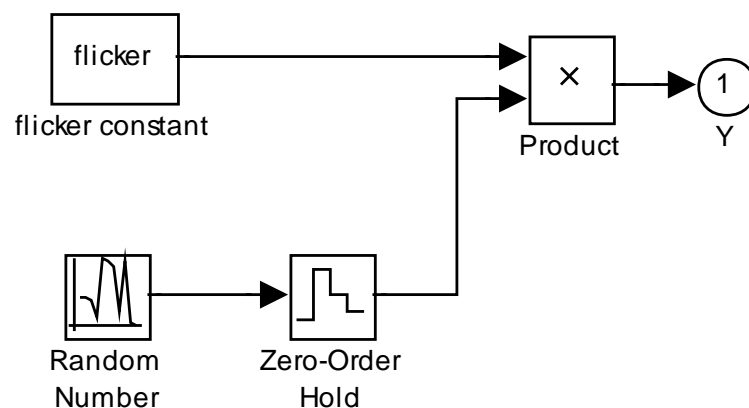 flicker
flicker constant
×
Product
1
Y
Random
Number
Zero-Order
Hold